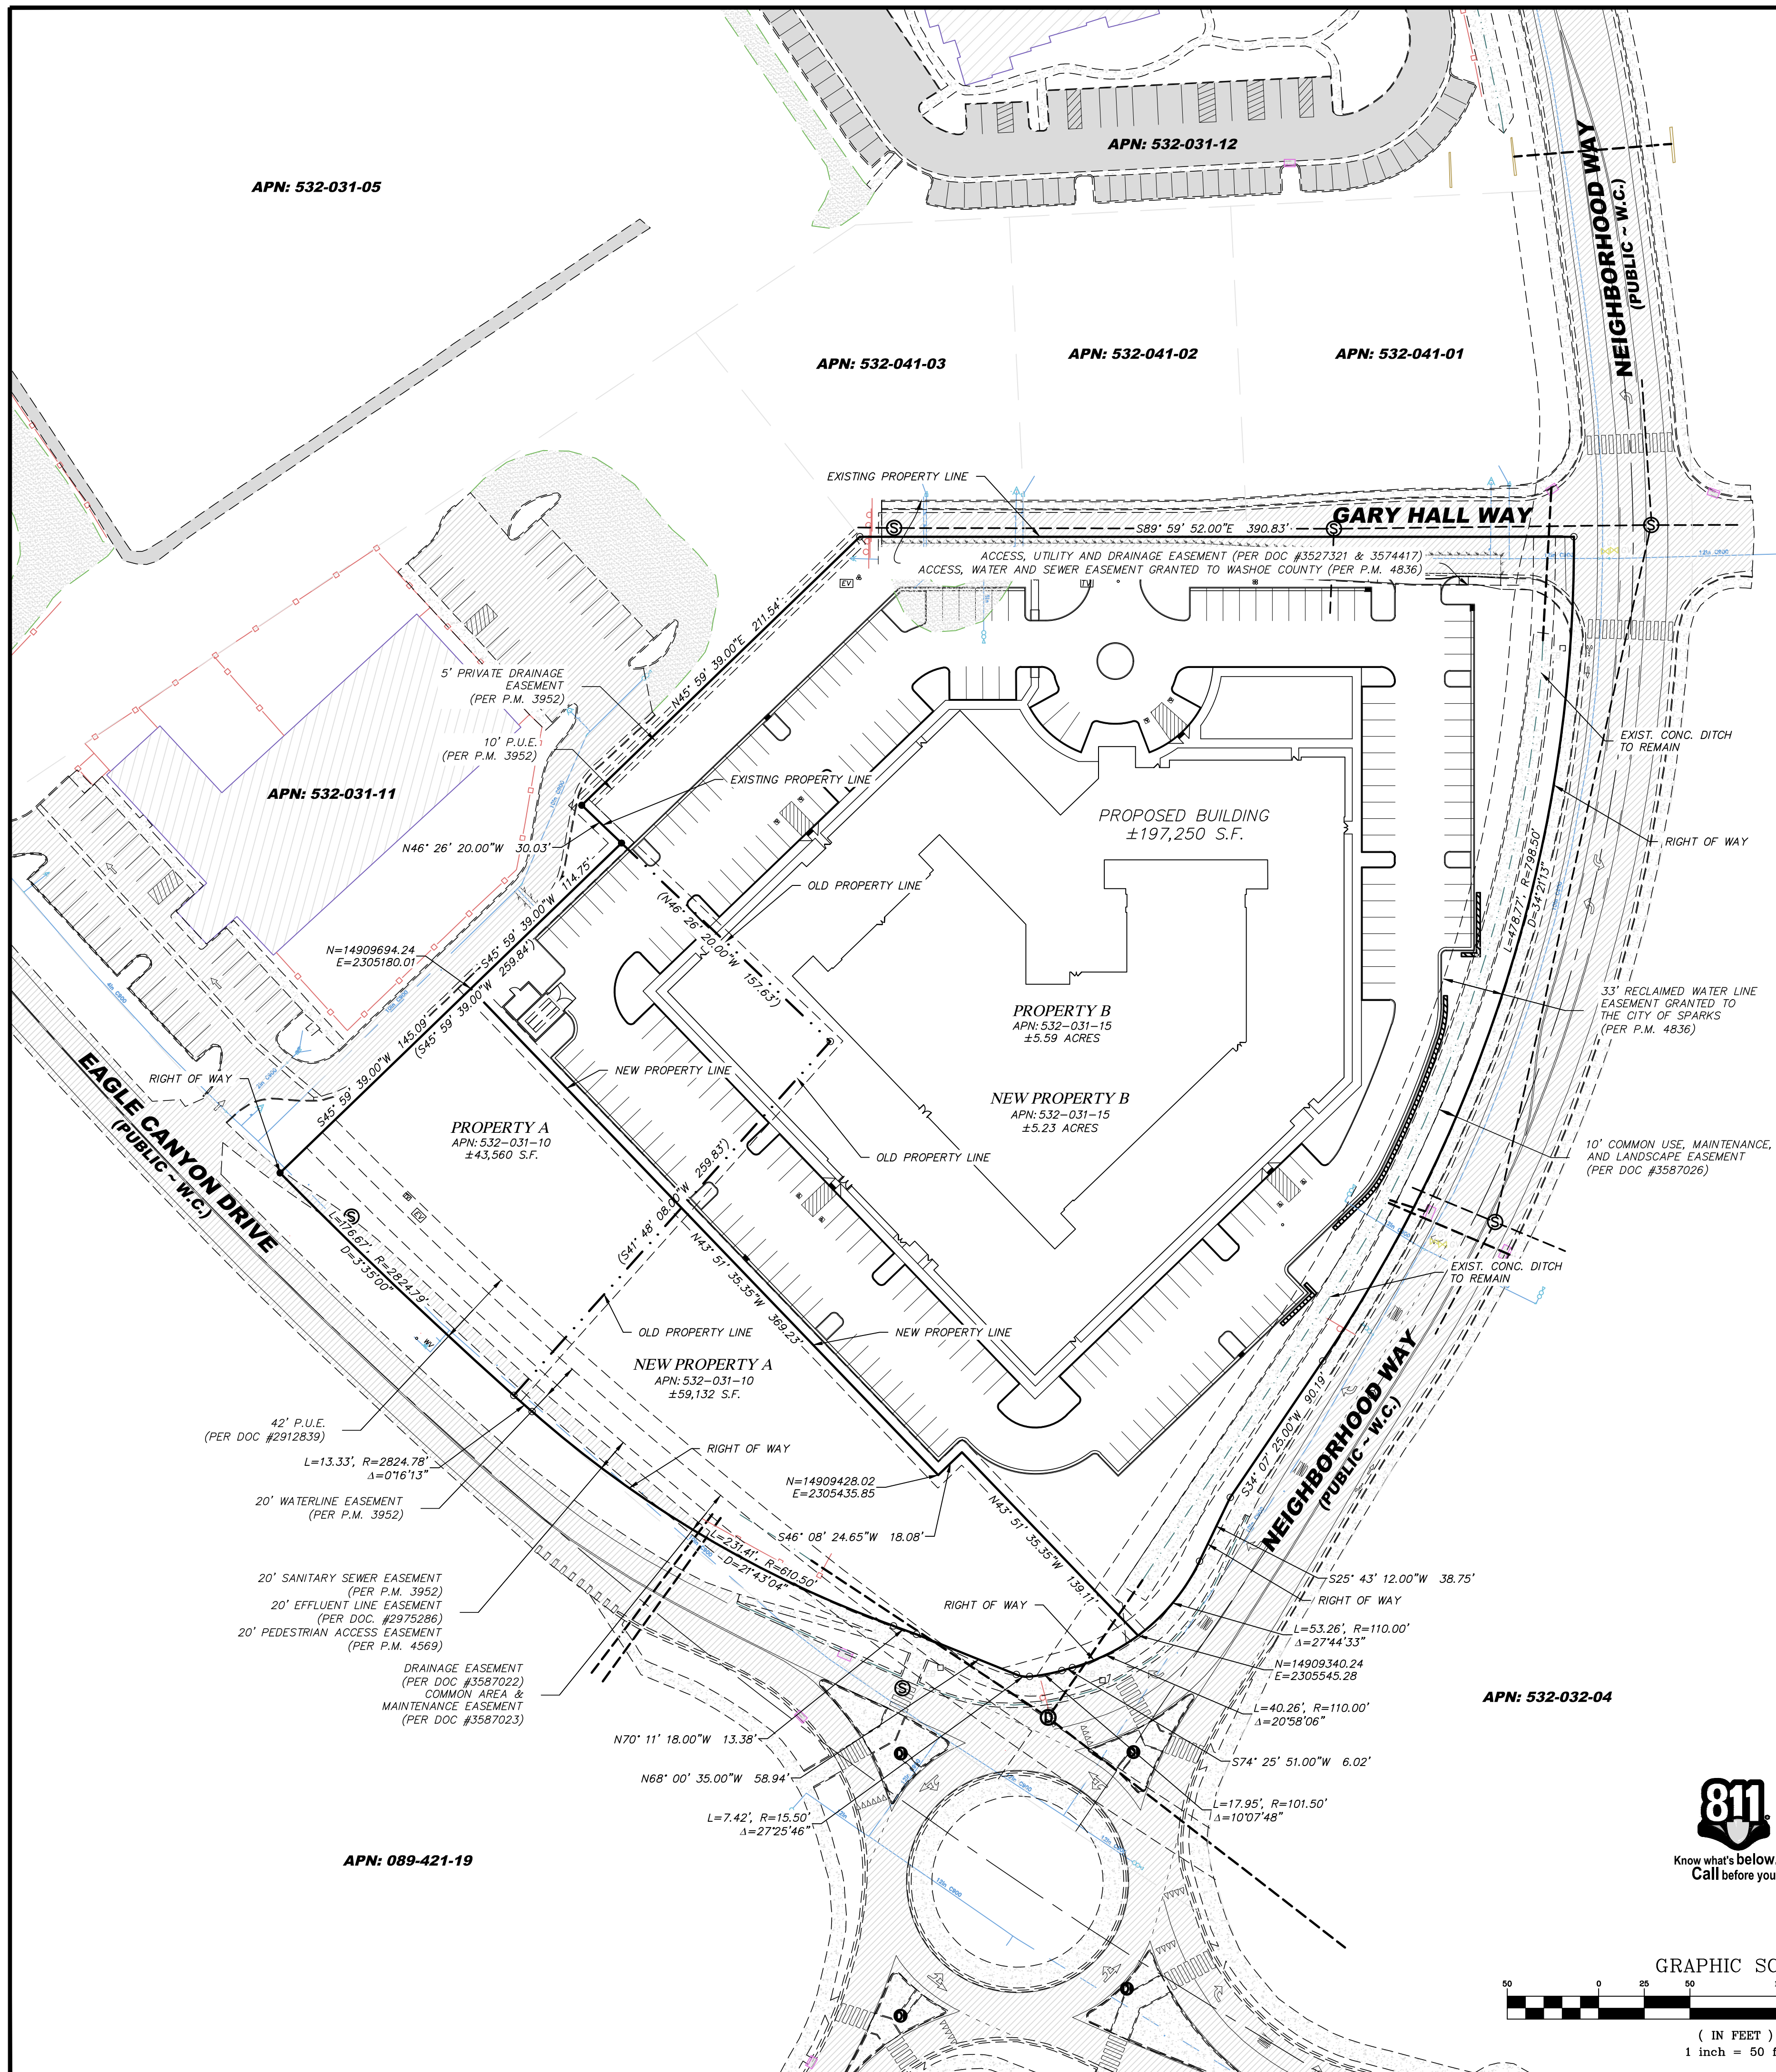 APN: 532-031-12
APN: 532-031-05
NEIGHBORHOOD WAY
(PUBLIC ~ W.C.)
APN: 532-041-03
APN: 532-041-02
APN: 532-041-01
EXISTING PROPERTY LINE
GARY HALL WAY
S89° 59' 52.00"E 390.83'
ACCESS, UTILITY AND DRAINAGE EASEMENT (PER DOC #3527321 & 3574417)
ACCESS, WATER AND SEWER EASEMENT GRANTED TO WASHOE COUNTY (PER P.M. 4836)
EV
N45° 59' 39.00"E 211.54'
5' PRIVATE DRAINAGE
EASEMENT
(PER P.M. 3952)
10' P.U.E.
(PER P.M. 3952)
EXISTING PROPERTY LINE
EXIST. CONC. DITCH
TO REMAIN
APN: 532-031-11
PROPOSED BUILDING
±197,250 S.F.
N46° 26' 20.00"W 30.03'
RIGHT OF WAY
L=478.77', R=798.50'
D=34°21'13"
OLD PROPERTY LINE
(N46° 26' 20.00"W 157.63')
S45° 59' 39.00"W 114.75'
(S45° 59' 39.00"W 259.84')
N=14909694.24
E=2305180.01
33' RECLAIMED WATER LINE
EASEMENT GRANTED TO
THE CITY OF SPARKS
(PER P.M. 4836)
PROPERTY B
APN: 532-031-15
±5.59 ACRES
S45° 59' 39.00"W 145.09'
NEW PROPERTY LINE
RIGHT OF WAY
EAGLE CANYON DRIVE
(PUBLIC ~ W.C.)
NEW PROPERTY B
APN: 532-031-15
±5.23 ACRES
PROPERTY A
APN: 532-031-10
±43,560 S.F.
OLD PROPERTY LINE
10' COMMON USE, MAINTENANCE,
AND LANDSCAPE EASEMENT
(PER DOC #3587026)
EV
(S41° 48' 08.00"W 259.83')
L=176.67', R=2824.79'
D=3°35'00"
N43° 51' 35.35"W 369.23'
EXIST. CONC. DITCH
TO REMAIN
WV
OLD PROPERTY LINE
NEW PROPERTY LINE
NEW PROPERTY A
APN: 532-031-10
±59,132 S.F.
NEIGHBORHOOD WAY
(PUBLIC ~ W.C.)
S34° 07' 25.00"W 90.19'
42' P.U.E.
(PER DOC #2912839)
L=13.33', R=2824.78'
Δ=0°16'13"
RIGHT OF WAY
N=14909428.02
E=2305435.85
20' WATERLINE EASEMENT
(PER P.M. 3952)
S46° 08' 24.65"W 18.08'
N43° 51' 35.35"W 139.11'
L=231.41', R=610.50'
D=21°43'04"
20' SANITARY SEWER EASEMENT
(PER P.M. 3952)
20' EFFLUENT LINE EASEMENT
(PER DOC. #2975286)
20' PEDESTRIAN ACCESS EASEMENT
(PER P.M. 4569)
S25° 43' 12.00"W 38.75'
RIGHT OF WAY
RIGHT OF WAY
L=53.26', R=110.00'
Δ=27°44'33"
N=14909340.24
E=2305545.28
DRAINAGE EASEMENT
(PER DOC #3587022)
COMMON AREA &
MAINTENANCE EASEMENT
(PER DOC #3587023)
APN: 532-032-04
L=40.26', R=110.00'
Δ=20°58'06"
N70° 11' 18.00"W 13.38'
S74° 25' 51.00"W 6.02'
N68° 00' 35.00"W 58.94'
L=17.95', R=101.50'
Δ=10°07'48"
L=7.42', R=15.50'
Δ=27°25'46"
811
Know what's below.
Call before you
APN: 089-421-19
GRAPHIC SC
50 0 25 50
( IN FEET )
1 inch = 50 f